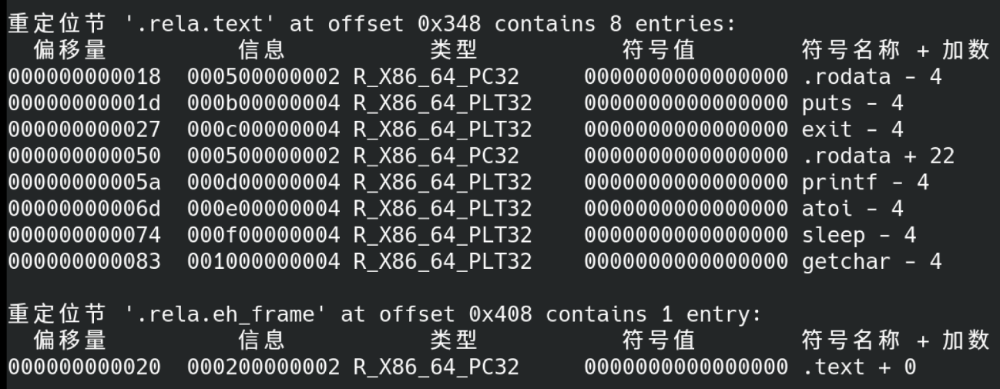 重定位节 '.rela.text' at offset 0x348 contains 8 entries:
偏移量 信息 类型 符号值 符号名称 + 加数
000000000018 000500000002 R_X86_64_PC32 0000000000000000 .rodata - 4
00000000001d 000b00000004 R_X86_64_PLT32 0000000000000000 puts - 4
000000000027 000c00000004 R_X86_64_PLT32 0000000000000000 exit - 4
000000000050 000500000002 R_X86_64_PC32 0000000000000000 .rodata + 22
00000000005a 000d00000004 R_X86_64_PLT32 0000000000000000 printf - 4
00000000006d 000e00000004 R_X86_64_PLT32 0000000000000000 atoi - 4
000000000074 000f00000004 R_X86_64_PLT32 0000000000000000 sleep - 4
000000000083 001000000004 R_X86_64_PLT32 0000000000000000 getchar - 4
重定位节 '.rela.eh_frame' at offset 0x408 contains 1 entry:
偏移量 信息 类型 符号值 符号名称 + 加数
000000000020 000200000002 R_X86_64_PC32 0000000000000000 .text + 0